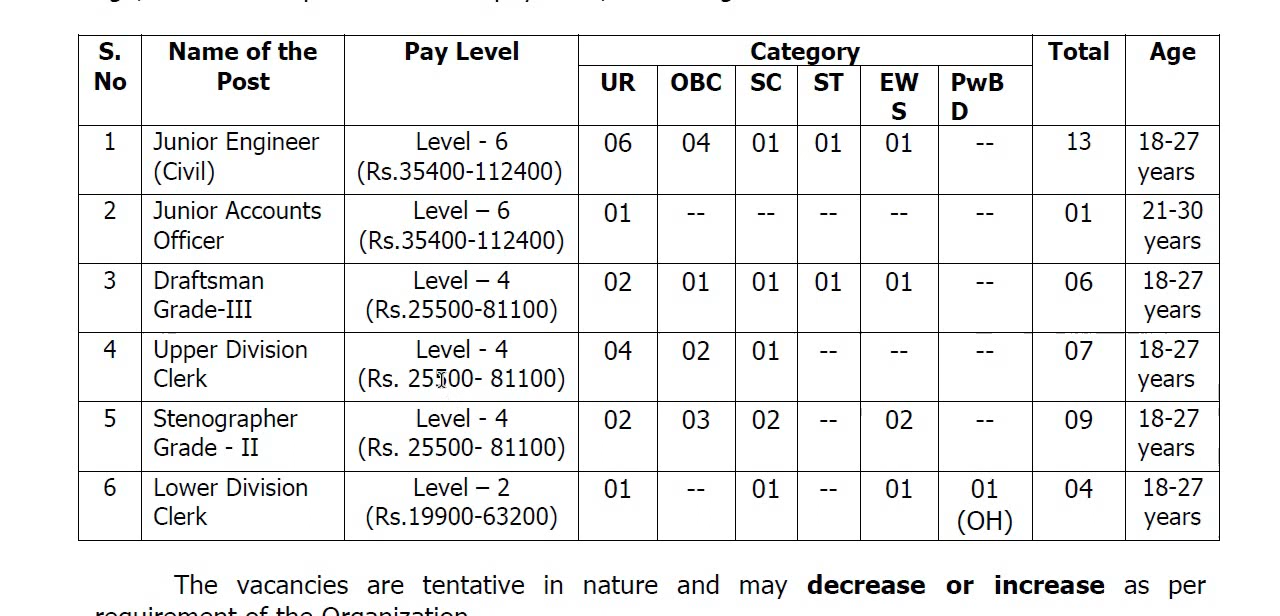 S. No | Name of the Post | Pay Level | Category | Total | Age
UR | OBC | SC | ST | EWS | PwBD
1 | Junior Engineer (Civil) | Level - 6 (Rs.35400-112400) | 06 | 04 | 01 | 01 | 01 | -- | 13 | 18-27 years
2 | Junior Accounts Officer | Level – 6 (Rs.35400-112400) | 01 | -- | -- | -- | -- | -- | 01 | 21-30 years
3 | Draftsman Grade-III | Level – 4 (Rs.25500-81100) | 02 | 01 | 01 | 01 | 01 | -- | 06 | 18-27 years
4 | Upper Division Clerk | Level - 4 (Rs. 25500- 81100) | 04 | 02 | 01 | -- | -- | -- | 07 | 18-27 years
5 | Stenographer Grade - II | Level - 4 (Rs. 25500- 81100) | 02 | 03 | 02 | -- | 02 | -- | 09 | 18-27 years
6 | Lower Division Clerk | Level – 2 (Rs.19900-63200) | 01 | -- | 01 | -- | 01 | 01 (OH) | 04 | 18-27 years
The vacancies are tentative in nature and may decrease or increase as per
requirement of the Organization